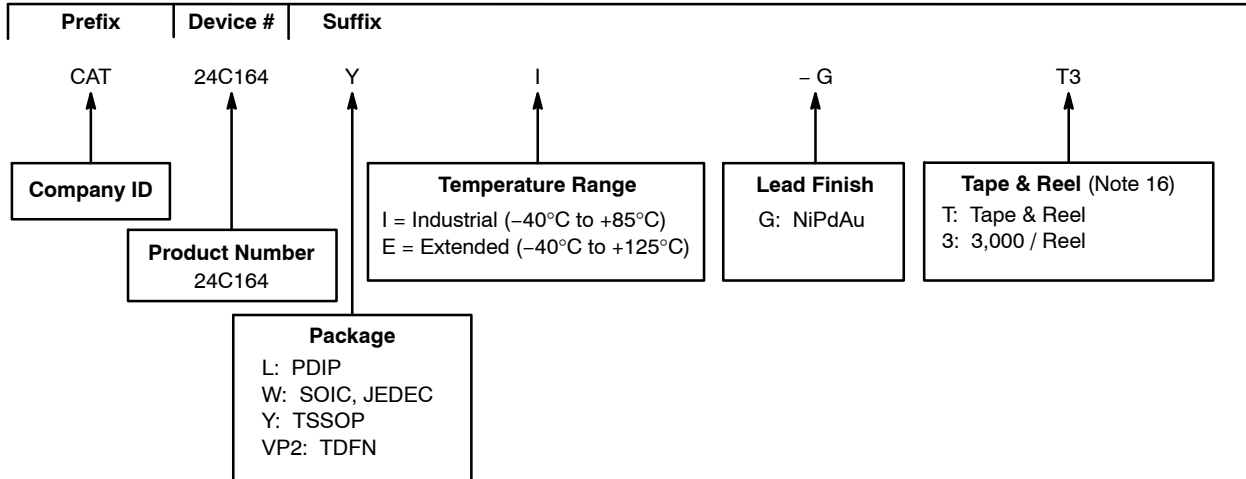 Prefix Device # Suffix
CAT 24C164 Y I – G T3
Company ID
Product Number
24C164
Package
L: PDIP
W: SOIC, JEDEC
Y: TSSOP
VP2: TDFN
Temperature Range
I = Industrial (−40°C to +85°C)
E = Extended (−40°C to +125°C)
Lead Finish
G: NiPdAu
Tape & Reel (Note 16)
T: Tape & Reel
3: 3,000 / Reel